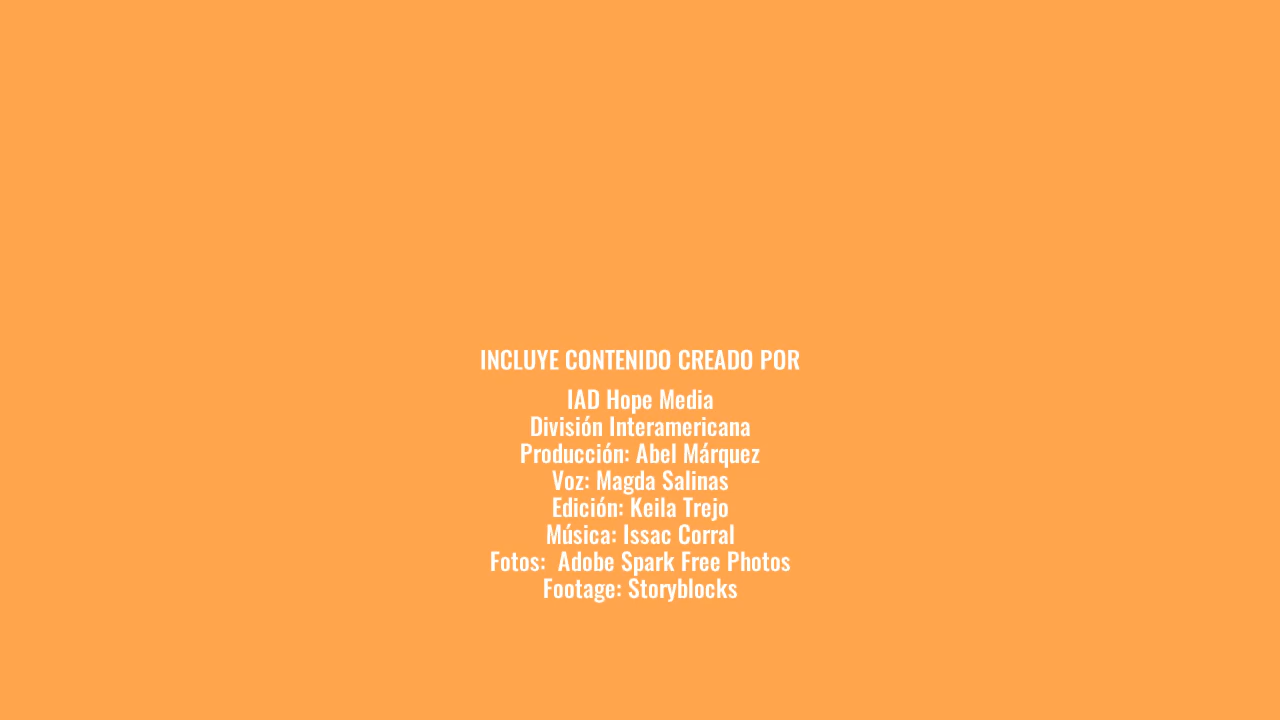 INCLUYE CONTENIDO CREADO POR
IAD Hope Media
División Interamericana
Producción: Abel Márquez
Voz: Magda Salinas
Edición: Keila Trejo
Música: Issac Corral
Fotos:  Adobe Spark Free Photos
Footage: Storyblocks